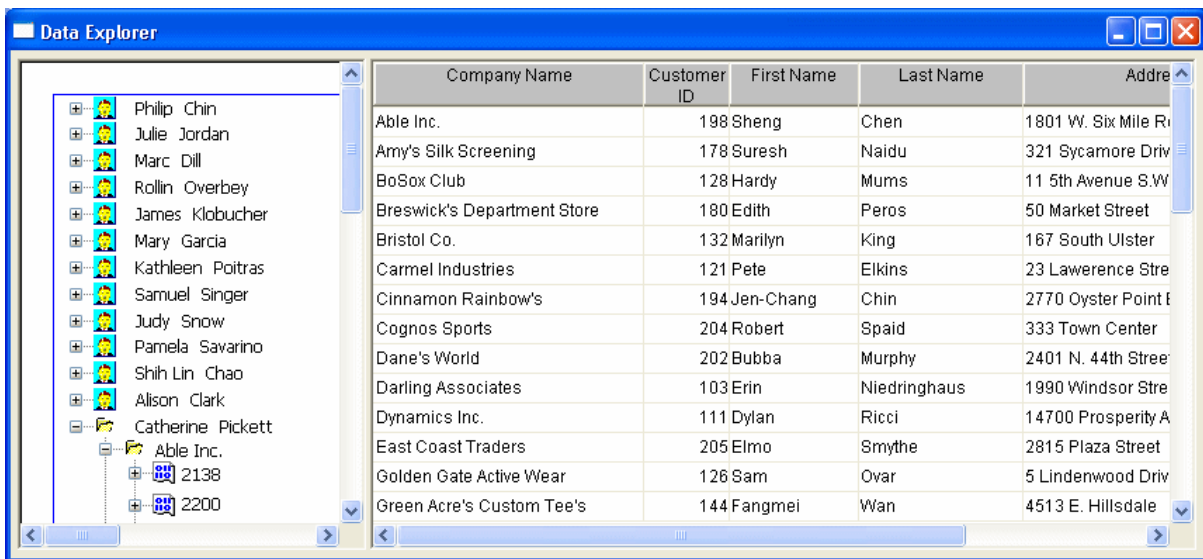 Data Explorer
Philip Chin
Julie Jordan
Marc Dill
Rollin Overbey
James Klobucher
Mary Garcia
Kathleen Poitras
Samuel Singer
Judy Snow
Pamela Savarino
Shih Lin Chao
Alison Clark
Catherine Pickett
Able Inc.
2138
2200
Company Name Customer ID First Name Last Name Addre
Able Inc. 198 Sheng Chen 1801 W. Six Mile
Amy's Silk Screening 178 Suresh Naidu 321 Sycamore Driv
BoSox Club 128 Hardy Mums 11 5th Avenue S.W
Breswick's Department Store 180 Edith Peros 50 Market Street
Bristol Co. 132 Marilyn King 167 South Ulster
Carmel Industries 121 Pete Elkins 23 Lawerence Stre
Cinnamon Rainbow's 194 Jen-Chang Chin 2770 Oyster Point
Cognos Sports 204 Robert Spaid 333 Town Center
Dane's World 202 Bubba Murphy 2401 N. 44th Street
Darling Associates 103 Erin Niedringhaus 1990 Windsor Stre
Dynamics Inc. 111 Dylan Ricci 14700 Prosperity A
East Coast Traders 205 Elmo Smythe 2815 Plaza Street
Golden Gate Active Wear 126 Sam Ovar 5 Lindenwood Driv
Green Acre's Custom Tee's 144 Fangmei Wan 4513 E. Hillsdale